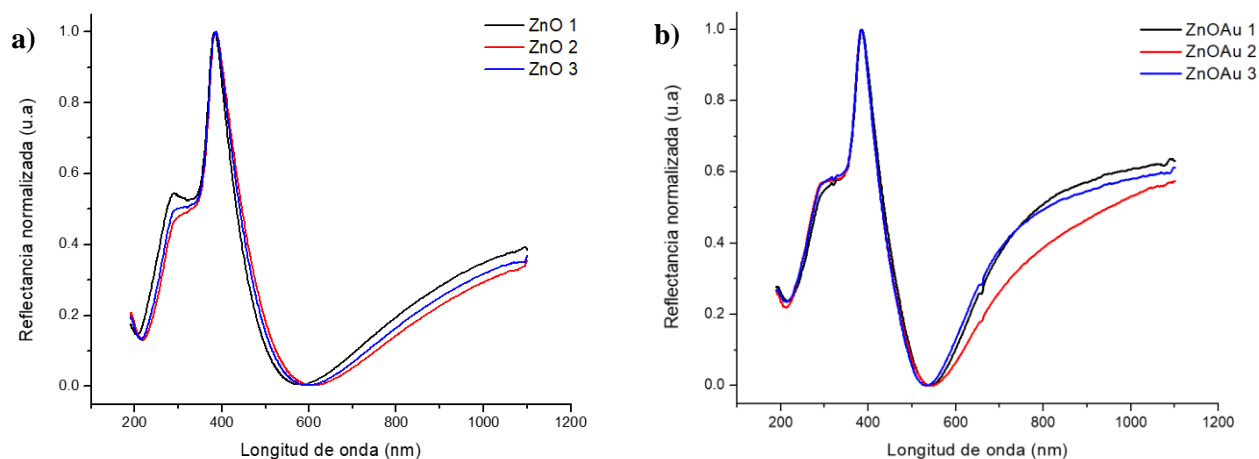 a)
ZnO 1
ZnO 2
ZnO 3
Reflectancia normalizada (u.a)
1.0
0.8
0.6
0.4
0.2
0.0
200
400
600
800
1000
1200
Longitud de onda (nm)
b)
ZnOAu 1
ZnOAu 2
ZnOAu 3
Reflectancia normalizada (u.a)
1.0
0.8
0.6
0.4
0.2
0.0
200
400
600
800
1000
1200
Longitud de onda (nm)